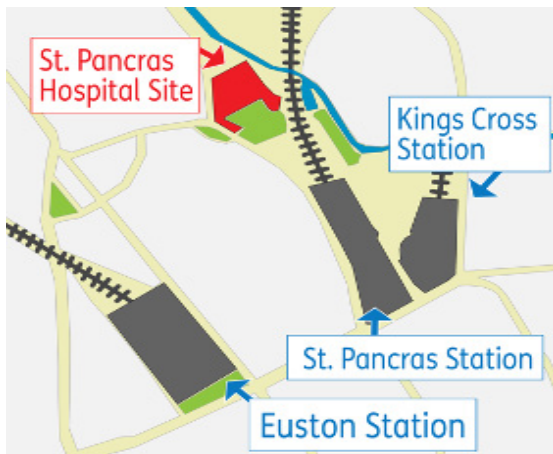 St. Pancras
Hospital Site
Kings Cross
Station
St. Pancras Station
Euston Station